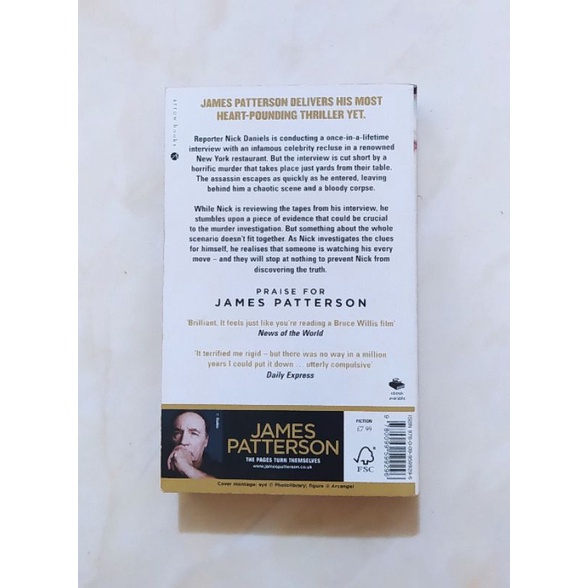 arrow books
JAMES PATTERSON DELIVERS HIS MOST
HEART-POUNDING THRILLER YET.
Reporter Nick Daniels is conducting a once-in-a-lifetime
interview with an infamous celebrity recluse in a renowned
New York restaurant. But the interview is cut short by a
horrific murder that takes place just yards from their table.
The assassin escapes as quickly as he entered, leaving
behind him a chaotic scene and a bloody corpse.
While Nick is reviewing the tapes from his interview, he
stumbles upon a piece of evidence that could be crucial
to the murder investigation. But something about the whole
scenario doesn't fit together. As Nick investigates the clues
for himself, he realises that someone is watching his every
move – and they will stop at nothing to prevent Nick from
discovering the truth.
PRAISE FOR
JAMES PATTERSON
'Brilliant. It feels just like you're reading a Bruce Willis film'
News of the World
'It terrified me rigid – but there was no way in a million
years I could put it down ... utterly compulsive'
Daily Express
JAMES
PATTERSON
THE PAGES TURN THEMSELVES
www.jamespatterson.co.uk
FICTION
£7.99
FSC
Cover montage: eye © Photolibrary; figure © Arcangel